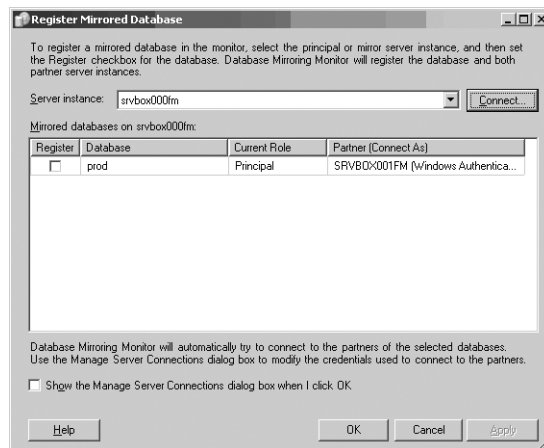 Register Mirrored Database
To register a mirrored database in the monitor, select the principal or mirror server instance, and then set
the Register checkbox for the database. Database Mirroring Monitor will register the database and both
partner server instances.
Server instance: srvbox000fm Connect...
Mirrored databases on srvbox000fm:
Register Database Current Role Partner (Connect As)
prod Principal SRVBOX001FM (Windows Authentica...
Database Mirroring Monitor will automatically try to connect to the partners of the selected databases.
Use the Manage Server Connections dialog box to modify the credentials used to connect to the partners.
Show the Manage Server Connections dialog box when I click OK
Help OK Cancel Apply